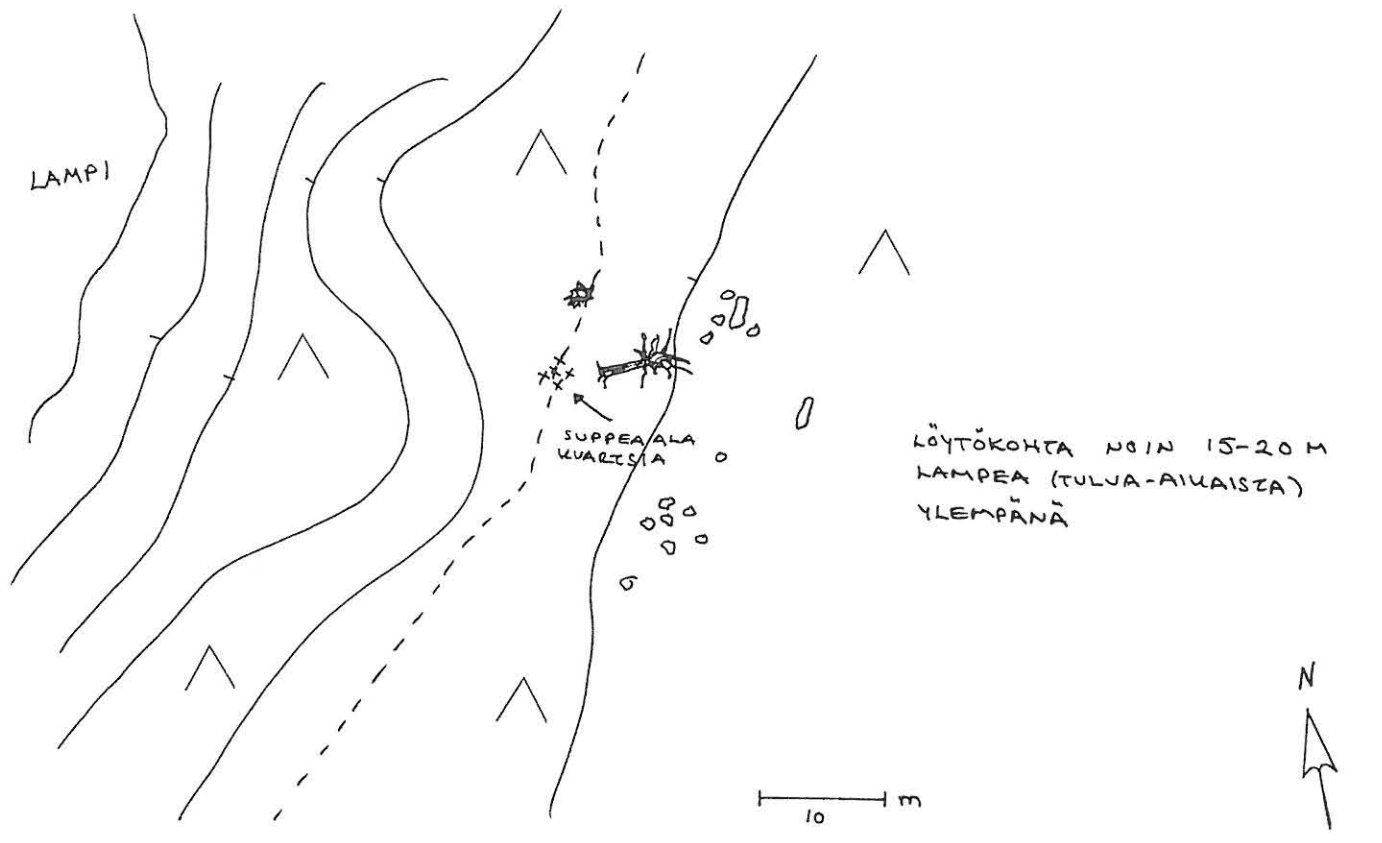 LAMPI
SUPPEA ALA
KVARTSIA
LÖYTÖKOHTA NOIN 15-20 M
LAMPEA (TULVA-AIKAISTA)
YLEMPÄNÄ
N
m
10